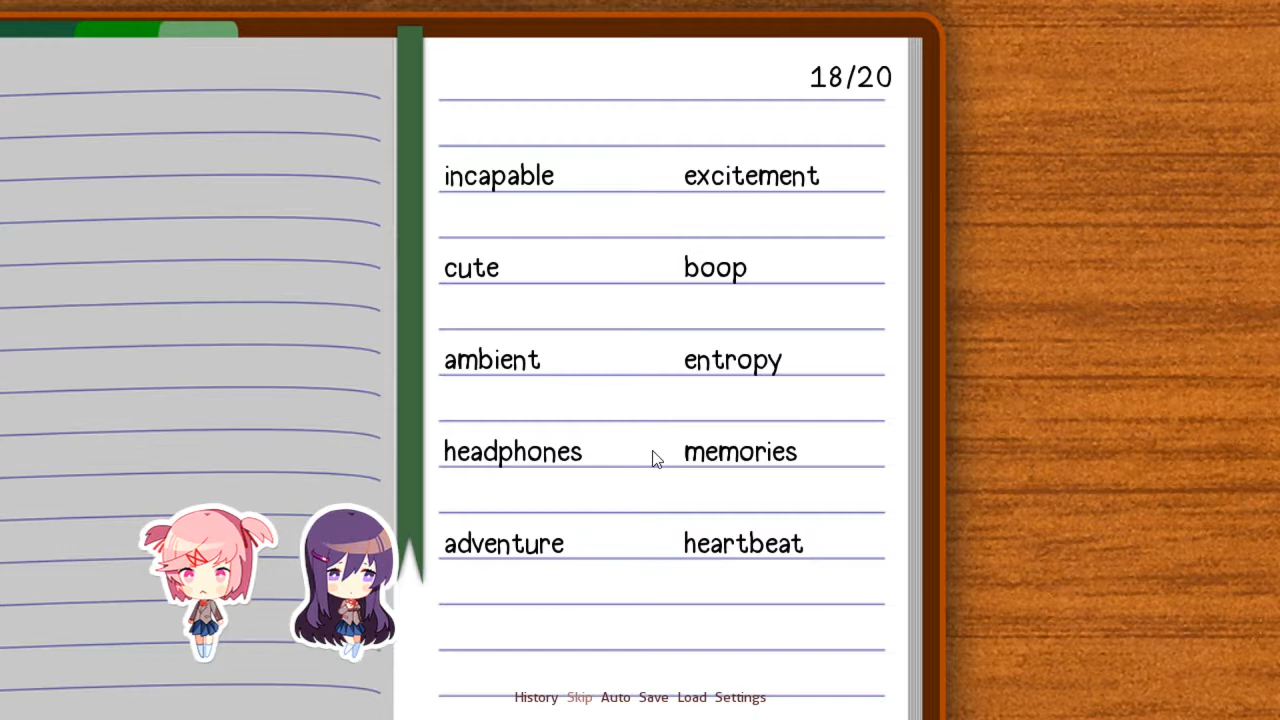 18/20
incapable excitement
cute boop
ambient entropy
headphones memories
adventure heartbeat
History Skip Auto Save Load Settings